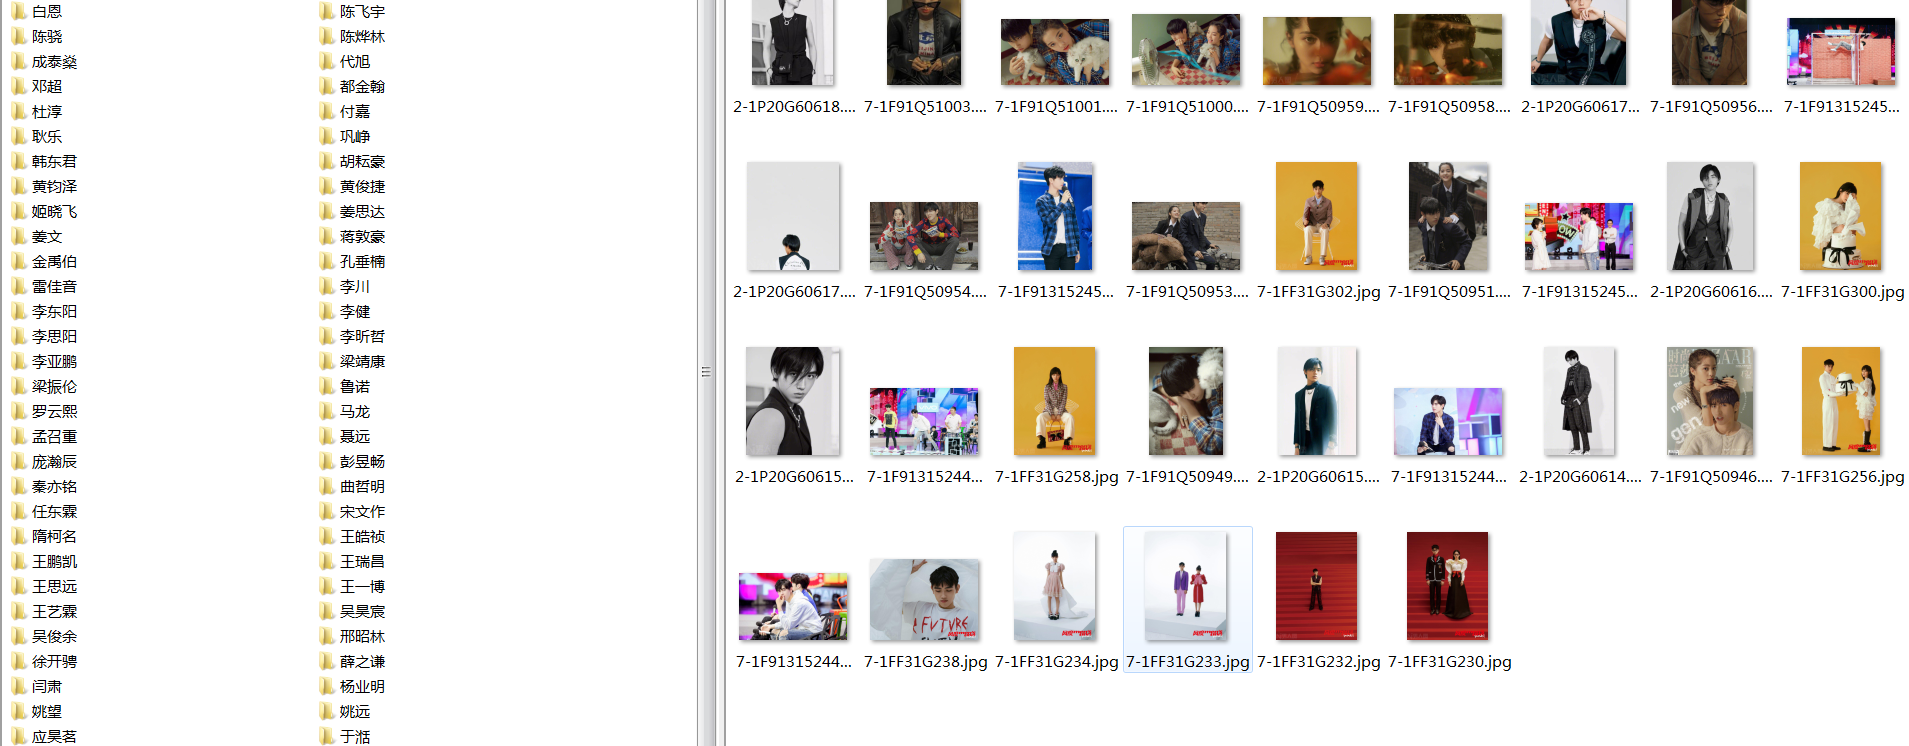 白恩
陈骁
成泰燊
邓超
杜淳
耿乐
韩东君
黄钧泽
姬晓飞
姜文
金禹伯
雷佳音
李东阳
李思阳
李亚鹏
梁振伦
罗云熙
孟召重
庞瀚辰
秦亦铭
任东霖
隋柯名
王鹏凯
王思远
王艺霖
吴俊余
徐开骋
闫肃
姚望
应昊茗
陈飞宇
陈烨林
代旭
都金翰
付嘉
巩峥
胡耘豪
黄俊捷
姜思达
蒋敦豪
孔垂楠
李川
李健
李昕哲
梁靖康
鲁诺
马龙
聂远
彭昱畅
曲哲明
宋文作
王皓祯
王瑞昌
王一博
吴昊宸
邢昭林
薛之谦
杨业明
姚远
于湉
2-1P20G60618.... 7-1F91Q51003.... 7-1F91Q51001.... 7-1F91Q51000.... 7-1F91Q50959.... 7-1F91Q50958.... 2-1P20G60617.... 7-1F91Q50956.... 7-1F91315245...
2-1P20G60617.... 7-1F91Q50954.... 7-1F91315245... 7-1F91Q50953.... 7-1FF31G302.jpg 7-1F91Q50951.... 7-1F91315245... 2-1P20G60616.... 7-1FF31G300.jpg
new
gen
2-1P20G60615.... 7-1F91315244... 7-1FF31G258.jpg 7-1F91Q50949.... 2-1P20G60615.... 7-1F91315244... 2-1P20G60614.... 7-1F91Q50946.... 7-1FF31G256.jpg
7-1F91315244... 7-1FF31G238.jpg 7-1FF31G234.jpg 7-1FF31G233.jpg 7-1FF31G232.jpg 7-1FF31G230.jpg